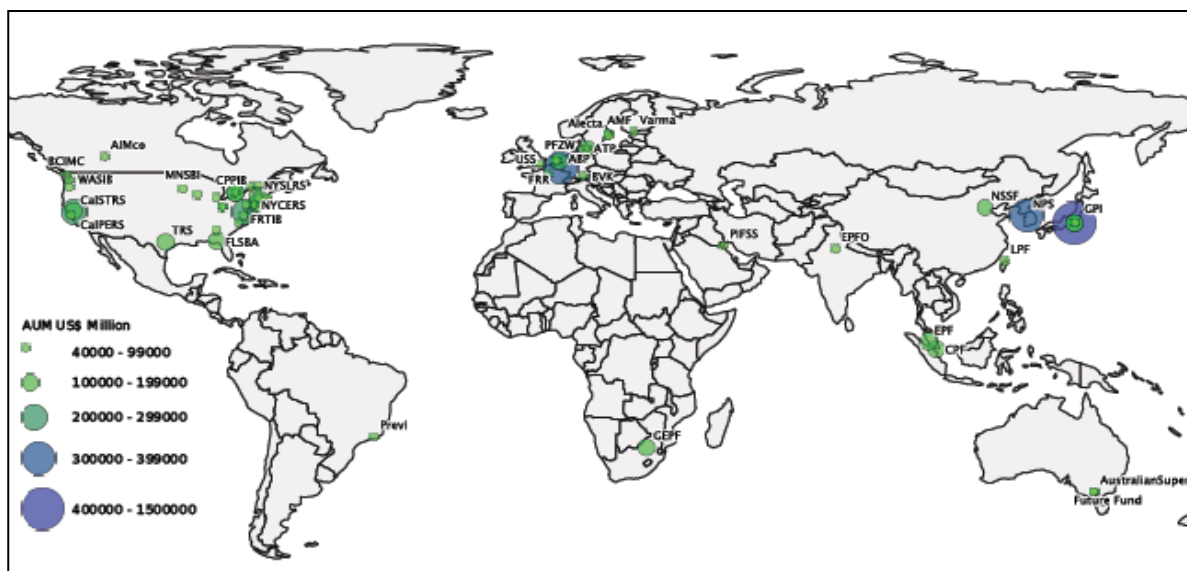 Alecta AMF Varma
AIMco
BCIMC
WASIB
MNSBI
CPPIB
NYSLRS
PFZW
ATP
USS
ABP
FRR
BVK
CalSTRS
NYCERS
CalPERS
FRTIB
TRS
FLSBA
PIFSS
EPFO
NSSF
NPS
GPI
LPF
EPF
CPF
AUM US$ Million
40000 - 99000
100000 - 199000
200000 - 299000
300000 - 399000
400000 - 1500000
Previ
GEPF
AustralianSuper
Future Fund